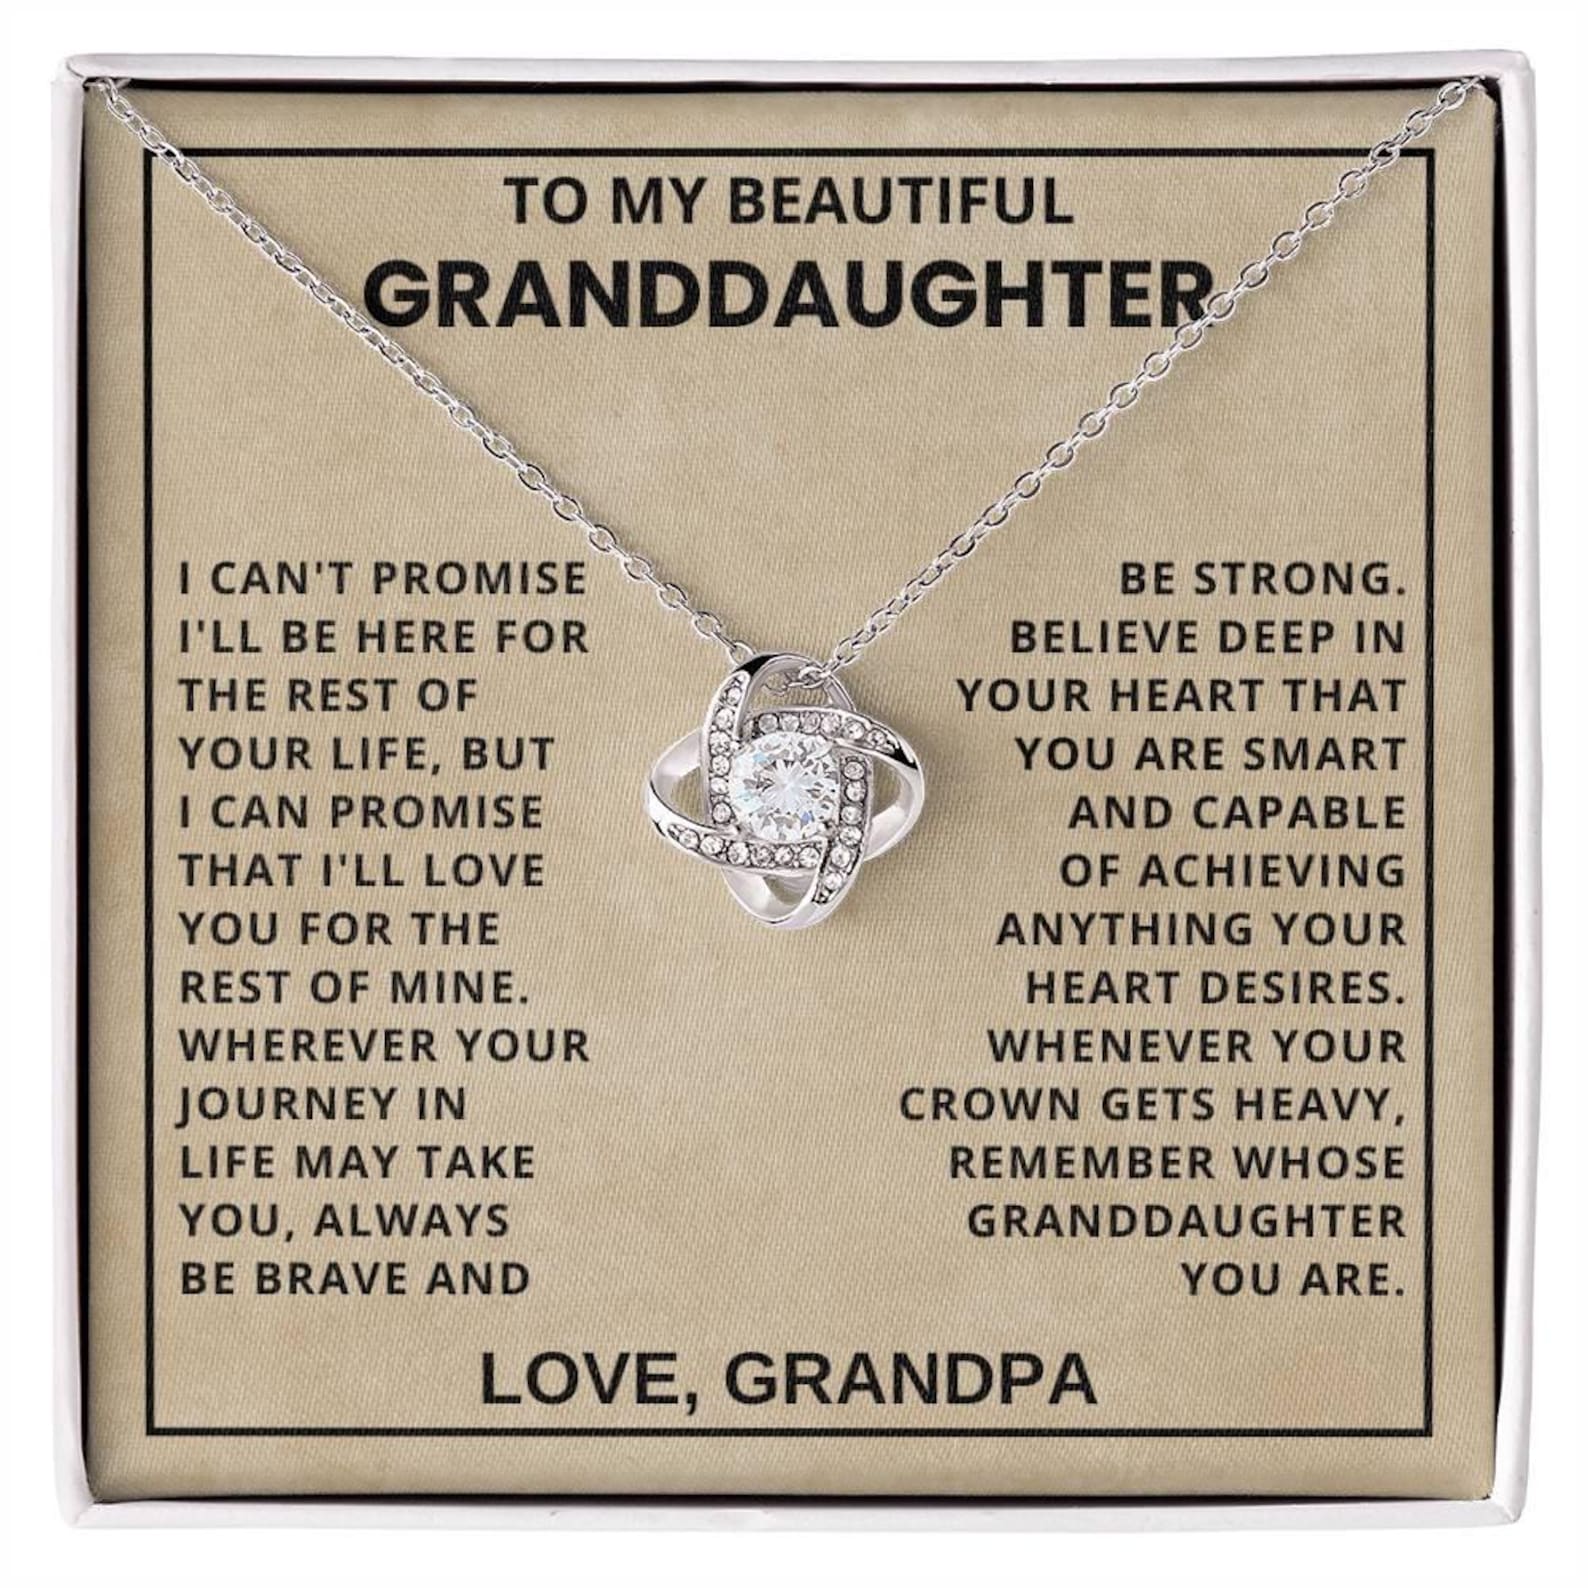 TO MY BEAUTIFUL
GRANDDAUGHTER
I CAN'T PROMISE
I'LL BE HERE FOR
THE REST OF
YOUR LIFE, BUT
I CAN PROMISE
THAT I'LL LOVE
YOU FOR THE
REST OF MINE.
WHEREVER YOUR
JOURNEY IN
LIFE MAY TAKE
YOU, ALWAYS
BE BRAVE AND
BE STRONG.
BELIEVE DEEP IN
YOUR HEART THAT
YOU ARE SMART
AND CAPABLE
OF ACHIEVING
ANYTHING YOUR
HEART DESIRES.
WHENEVER YOUR
CROWN GETS HEAVY,
REMEMBER WHOSE
GRANDDAUGHTER
YOU ARE.
LOVE, GRANDPA